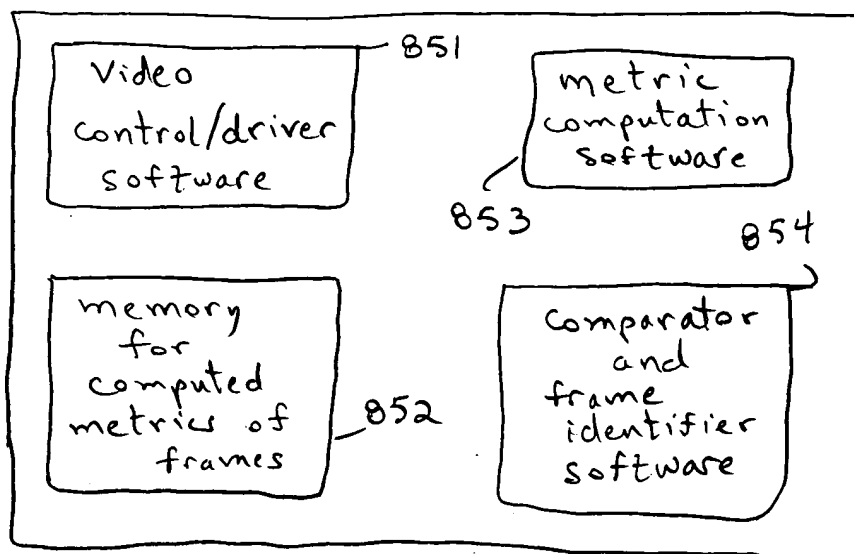 Video
control/driver
software
851
metric
computation
software
853
854
memory
for
computed
metrics of
frames
852
comparator
and
frame
identifier
software